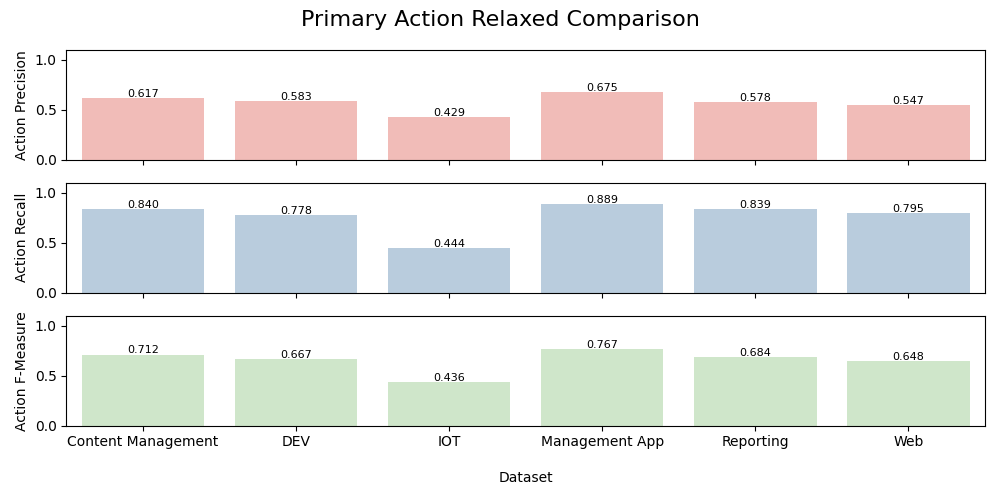 Primary Action Relaxed Comparison
Action Precision
1.0
0.5
0.0
0.617
0.583
0.429
0.675
0.578
0.547
Action Recall
1.0
0.5
0.0
0.840
0.778
0.444
0.889
0.839
0.795
Action F-Measure
1.0
0.5
0.0
0.712
0.667
0.436
0.767
0.684
0.648
Content Management
DEV
IOT
Management App
Reporting
Web
Dataset